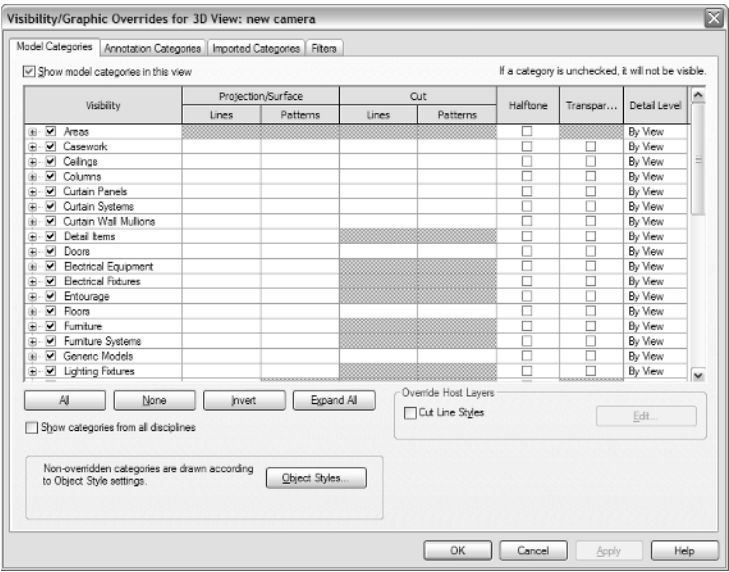 Visibility/Graphic Overrides for 3D View: new camera
Model Categories Annotation Categories Imported Categories Filters
Show model categories in this view If a category is unchecked, it will not be visible.
Visibility Projection/Surface Cut Halftone Transpar... Detail Level
Lines Patterns Lines Patterns
Areas By View
Casework By View
Ceilings By View
Columns By View
Curtain Panels By View
Curtain Systems By View
Curtain Wall Mullions By View
Detail Items By View
Doors By View
Electrical Equipment By View
Electrical Fixtures By View
Entourage By View
Floors By View
Furniture By View
Furniture Systems By View
Generic Models By View
Lighting Fixtures By View
All None Invert Expand All
Override Host Layers
Cut Line Styles Edit...
Show categories from all disciplines
Non-overridden categories are drawn according
to Object Style settings.
Object Styles...
OK Cancel Apply Help